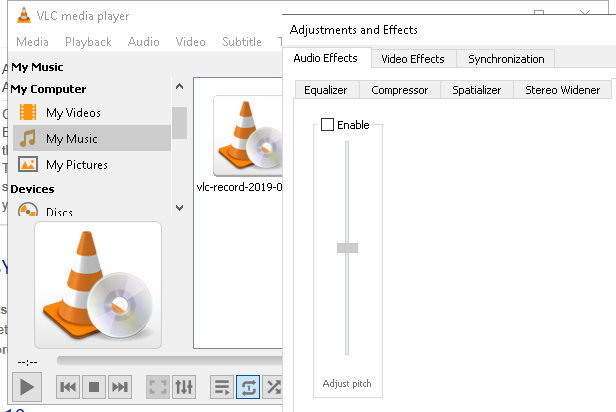 VLC media player
Media Playback Audio Video Subtitle
My Music
My Computer
My Videos
My Music
My Pictures
Devices
Discs
vlc-record-2019-0
--:--
Adjustments and Effects
Audio Effects Video Effects Synchronization
Equalizer Compressor Spatializer Stereo Widener
Enable
Adjust pitch